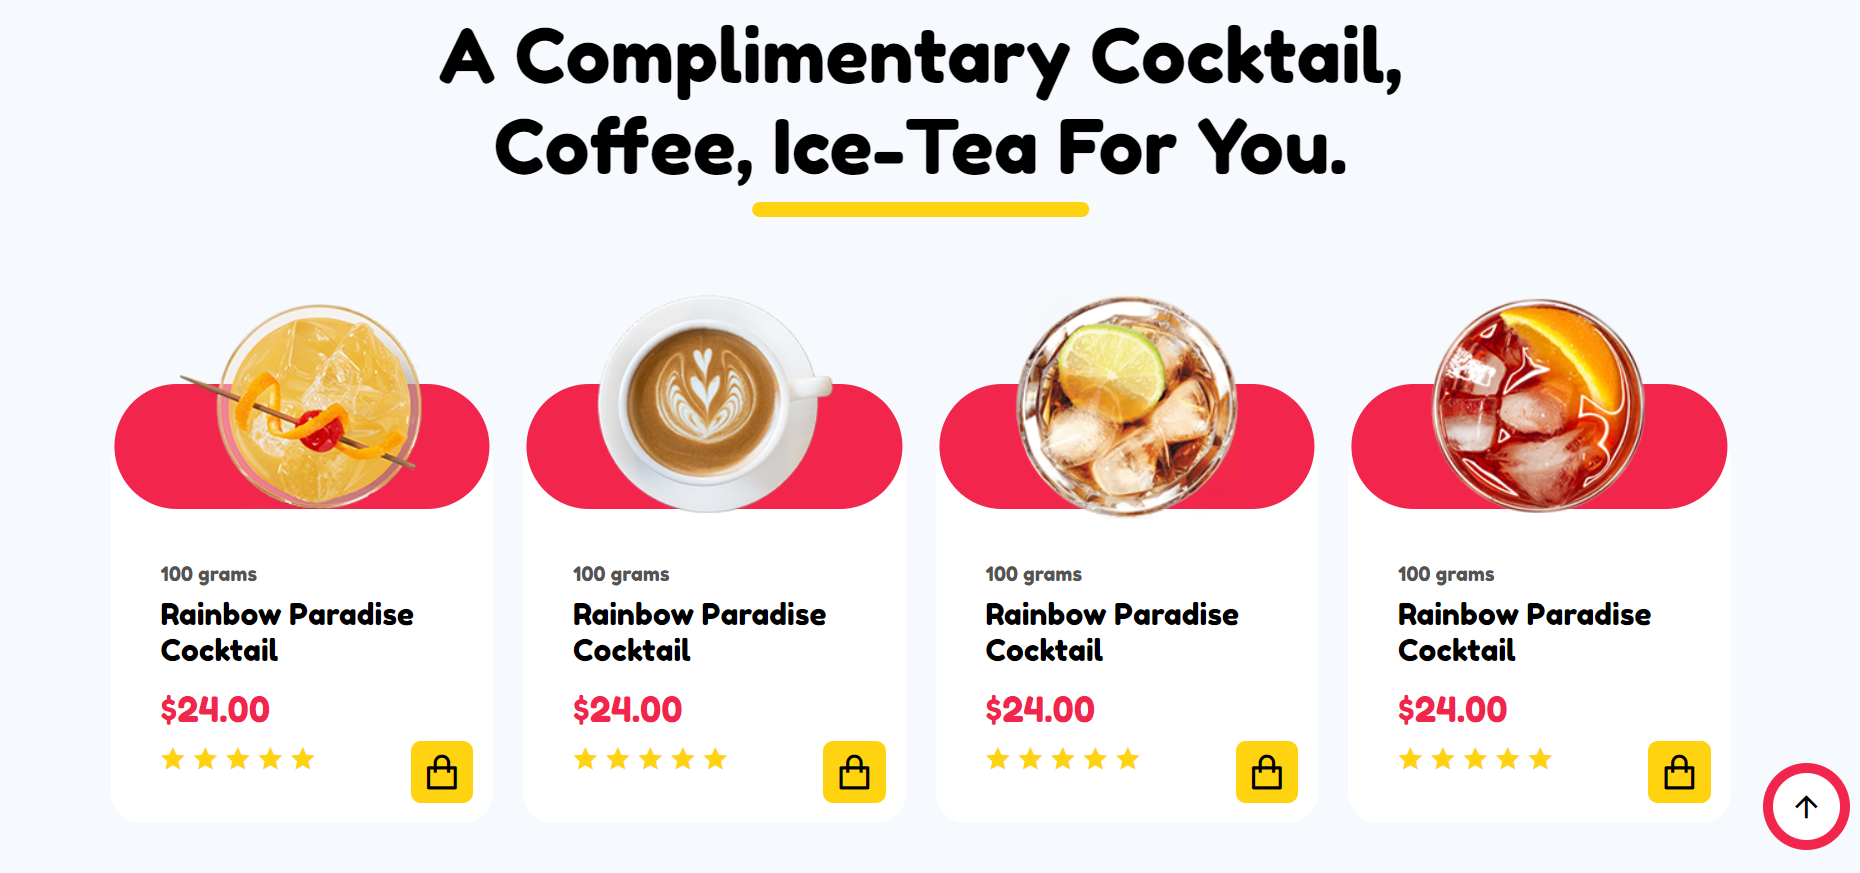 A Complimentary Cocktail,
Coffee, Ice-Tea For You.
100 grams
Rainbow Paradise
Cocktail
$24.00
100 grams
Rainbow Paradise
Cocktail
$24.00
100 grams
Rainbow Paradise
Cocktail
$24.00
100 grams
Rainbow Paradise
Cocktail
$24.00